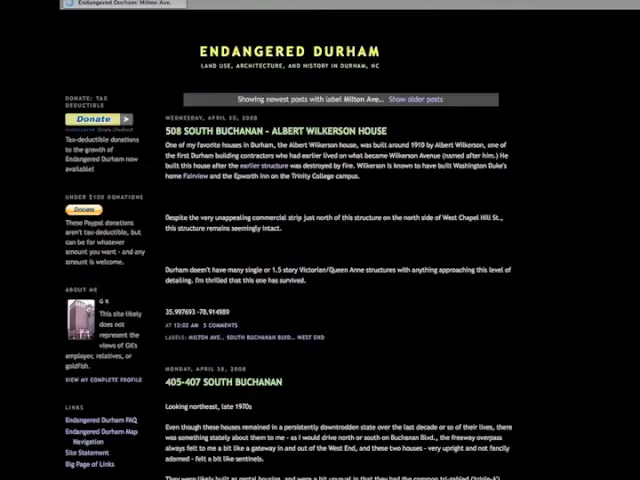 Endangered Durham: Milton Ave.
ENDANGERED DURHAM
LAND USE, ARCHITECTURE, AND HISTORY IN DURHAM, NC
DONATE: TAX
DEDUCTIBLE
Donate
Tax-deductible donations
to the growth of
Endangered Durham now
available!
UNDER $100 DONATIONS
Donate
These Paypal donations
aren't tax-deductible, but
can be for whatever
amount you want - and any
amount is welcome.
ABOUT ME
G K
This site likely
does not
represent the
views of GK's
employer, relatives, or
goldfish.
VIEW MY COMPLETE PROFILE
LINKS
Endangered Durham FAQ
Endangered Durham Map
Navigation
Site Statement
Big Page of Links
Showing newest posts with label Milton Ave.. Show older posts
508 SOUTH BUCHANAN - ALBERT WILKERSON HOUSE
One of my favorite houses in Durham, the Albert Wilkerson house, was built around 1910 by Albert Wilkerson, one of
the first Durham building contractors who had earlier lived on what became Wilkerson Avenue (named after him.) He
built this house after the earlier structure was destroyed by fire. Wilkerson is known to have built Washington Duke's
home Fairview and the Epworth Inn on the Trinity College campus.
Despite the very unappealing commercial strip just north of this structure on the north side of West Chapel Hill St.,
this structure remains seemingly intact.
Durham doesn't have many single or 1.5 story Victorian/Queen Anne structures with anything approaching this level of
detailing. I'm thrilled that this one has survived.
35.997693 -78.914989
AT 12:02 AM 5 COMMENTS
LABELS: MILTON AVE., SOUTH BUCHANAN BLVD., WEST END
405-407 SOUTH BUCHANAN
Looking northeast, late 1970s
Even though these houses remained in a persistently downtrodden state over the last decade or so of their lives, there
was something stately about them to me - as I would drive north or south on Buchanan Blvd., the freeway overpass
always felt to me a bit like a gateway in and out of the West End, and these two houses - very upright and not fancily
adorned - felt a bit like sentinels.